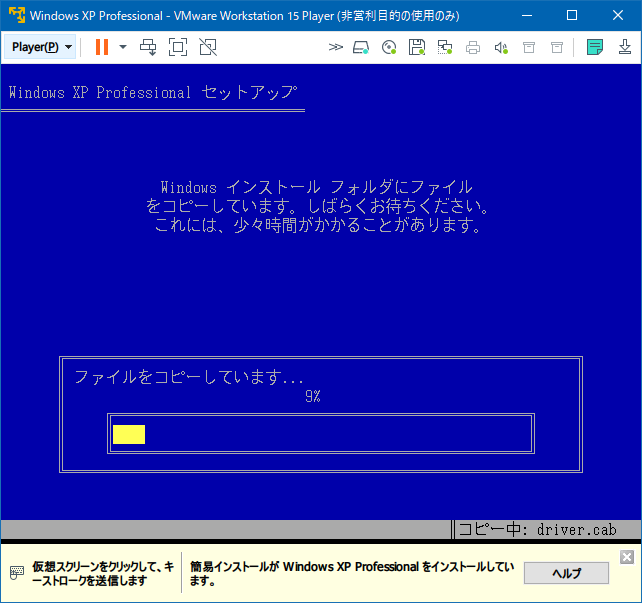 Windows XP Professional - VMware Workstation 15 Player (非営利目的の使用のみ)
Player(P)
Windows XP Professional セットアップ
Windows インストール フォルダにファイル
をコピーしています。しばらくお待ちください。
これには、少々時間がかかることがあります。
ファイルをコピーしています...
9%
コピー中: driver.cab
仮想スクリーンをクリックして、キ
ーストロークを送信します
簡易インストールが Windows XP Professional をインストールしてい
ます。
ヘルプ